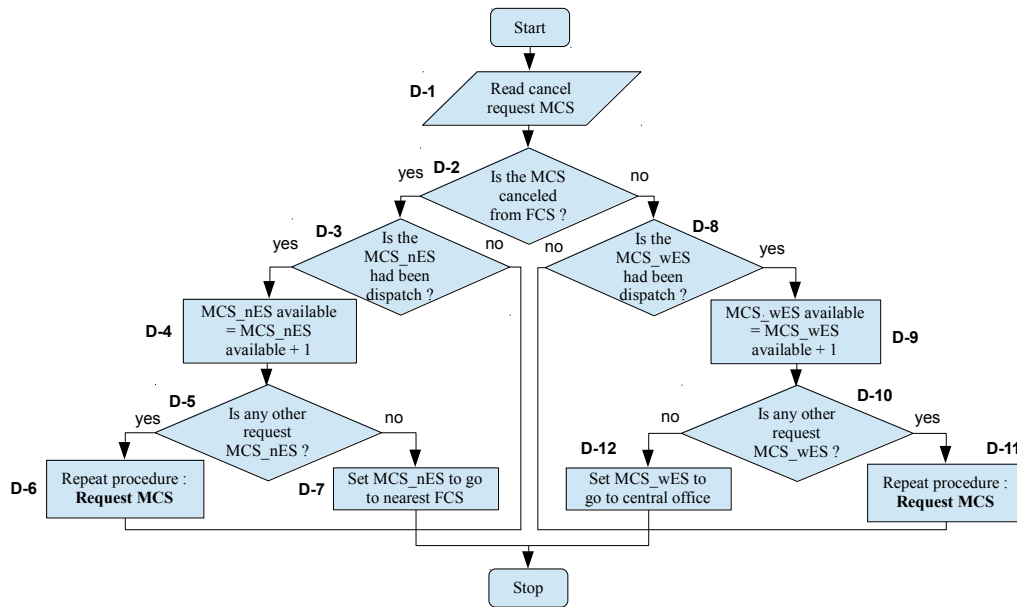 Start
D-1
Read cancel
request MCS
D-2
yes
Is the MCS
canceled
from FCS ?
no
D-3
yes
Is the
MCS_nES
had been
dispatch ?
no
D-8
no
Is the
MCS_wES
had been
dispatch ?
yes
D-4
MCS_nES available
= MCS_nES
available + 1
MCS_wES available
= MCS_wES
available + 1
D-9
D-5
yes
Is any other
request
MCS_nES ?
no
D-10
no
Is any other
request
MCS_wES ?
yes
D-6
Repeat procedure :
Request MCS
D-7
Set MCS_nES to go
to nearest FCS
D-12
Set MCS_wES to
go to central office
D-11
Repeat procedure :
Request MCS
Stop